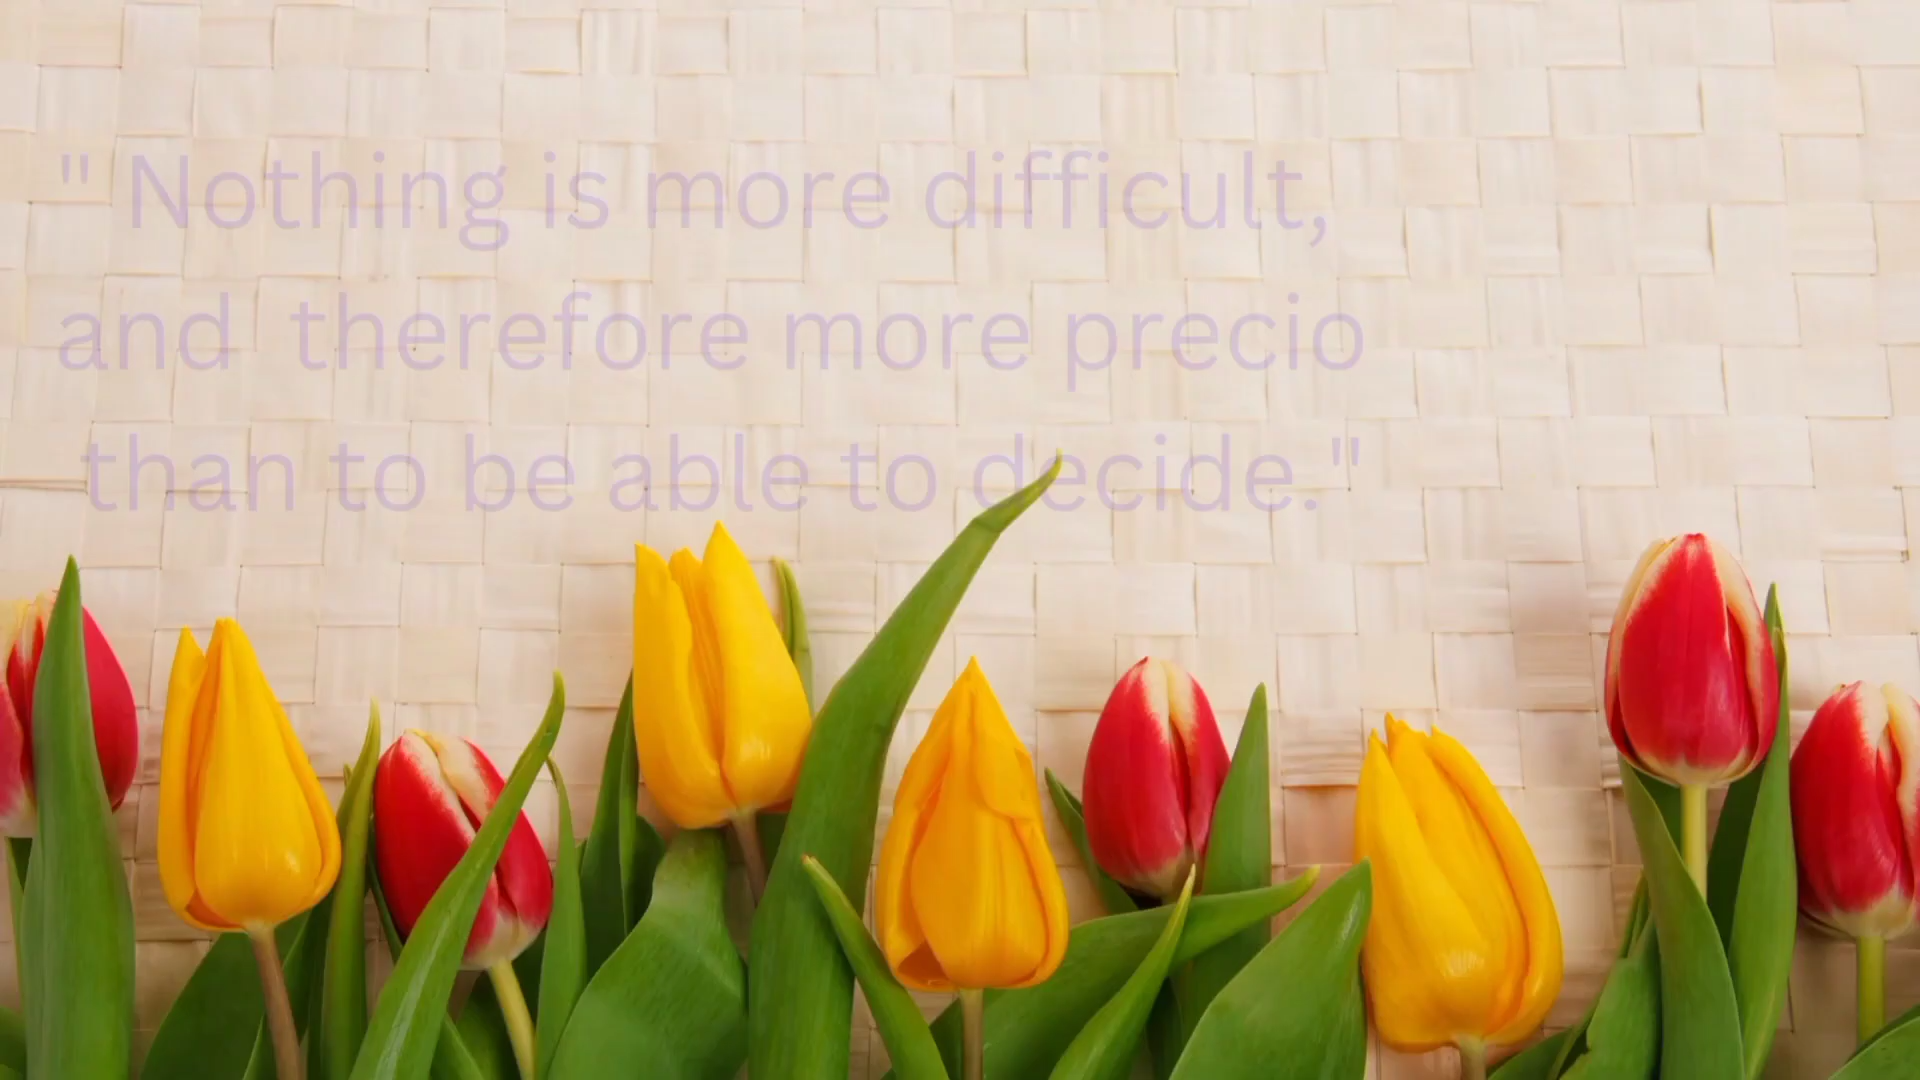 " Nothing is more difficult,
and therefore more precio
than to be able to decide."